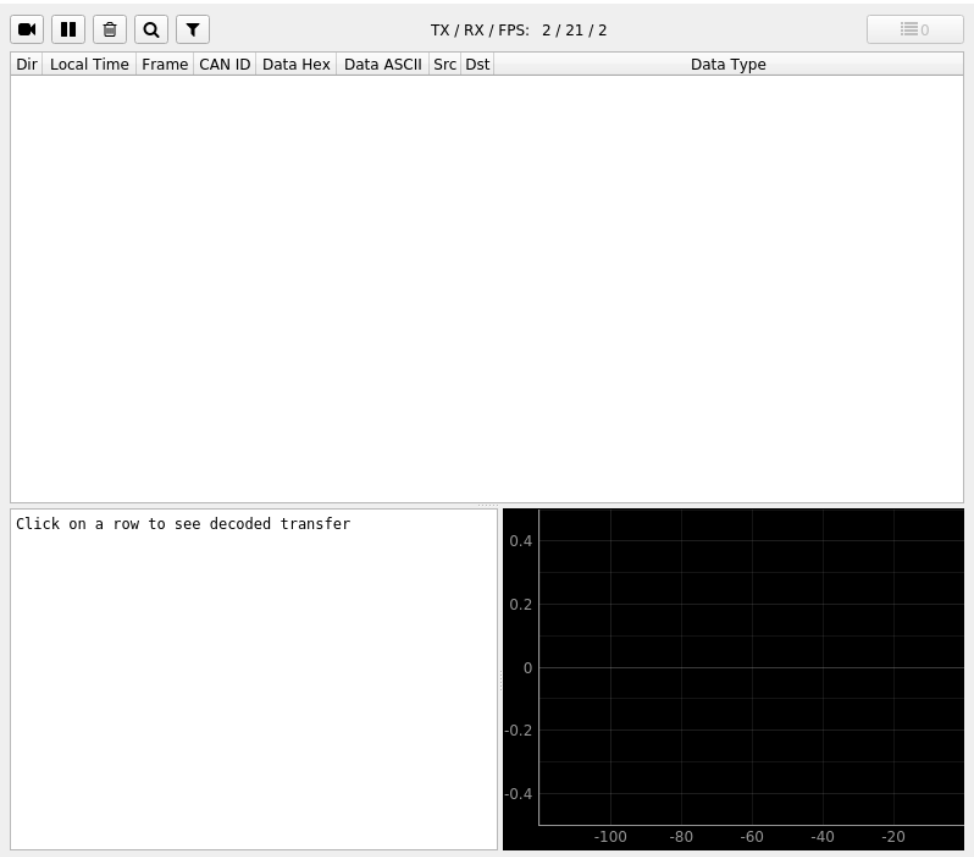 TX / RX / FPS: 2 / 21 / 2
0
Dir Local Time Frame CAN ID Data Hex Data ASCII Src Dst Data Type
Click on a row to see decoded transfer
0.4
0.2
0
-0.2
-0.4
-100 -80 -60 -40 -20